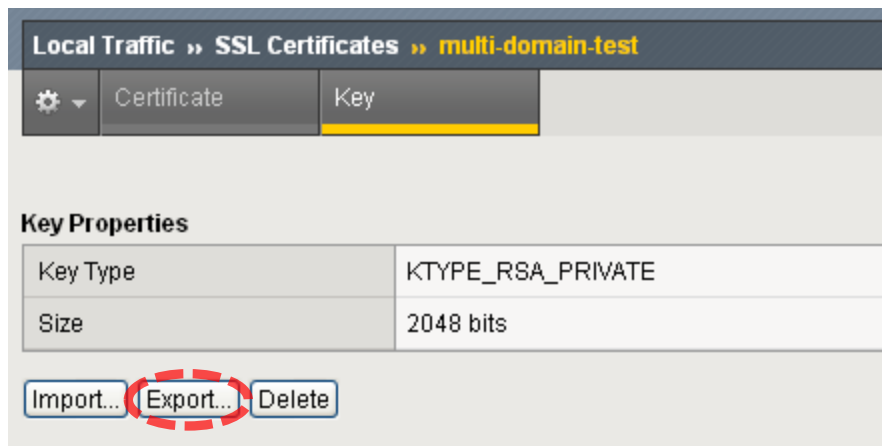 Local Traffic » SSL Certificates » multi-domain-test
Certificate Key
Key Properties
Key Type KTYPE_RSA_PRIVATE
Size 2048 bits
Import... Export... Delete